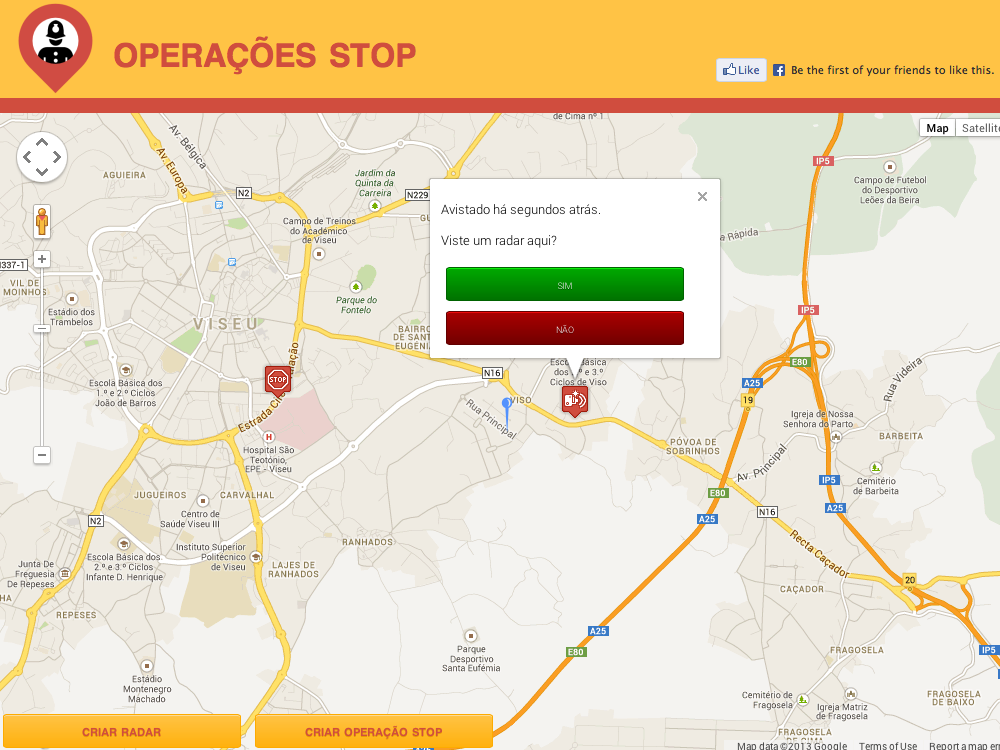 OPERAÇÕES STOP
Like
Be the first of your friends to like this.
de Cima nº 1
Map
Satellite
Av. Bélgica
Av. Europa
AGUIEIRA
N2
Jardim da
Quinta da
Carreira
N229
IP5
Campo de Futebol
do Desportivo
Leões da Beira
Campo de Treinos
do Académico
de Viseu
Avistado há segundos atrás.
Viste um radar aqui?
SIM
NÃO
a Rápida
N337-1
VIL DE
MOINHOS
Estádio dos
Trambelos
Parque do
Fontelo
VISEU
BAIRRO
SANTA
EUGÉNIA
IP5
E80
A25
19
Escola Básica
dos 2º e 3.º
Ciclos de Viso
N16
VISO
Rua Principal
Escola Básica
1.º e 2.º Ciclos
João de Barros
STOP
Estrada Circunvalação
H
Hospital São
Teotónio,
EPE - Viseu
Rua Videira
Igreja de Nossa
Senhora do Parto
BARBEITA
PÓVOA DE
SOBRINHOS
Av. Principal
Cemitério
de Barbeita
IP5
A25
E80
A25
N16
JUGUEIROS
CARVALHAL
Centro de
Saúde Viseu III
N2
Escola Básica dos
2.º e 3.º Ciclos
Infante D. Henrique
Instituto Superior
Politécnico
de Viseu
RANHADOS
LAJES DE
RANHADOS
Junta De
Freguesia
De Repeses
REPESES
Recta Caçador
20
CAÇADOR
A25
E80
Parque
Desportivo
Santa Eufémia
FRAGOSELA
IP5
Estádio
Montenegro
Machado
Cemitério de
Fragosela
Igreja Matriz
de Fragosela
FRAGOSELA
DE BAIXO
FRAGOSELA
DE CIMA
CRIAR RADAR
CRIAR OPERAÇÃO STOP
A25
Map data ©2013 Google
Terms of Use
Report a map error